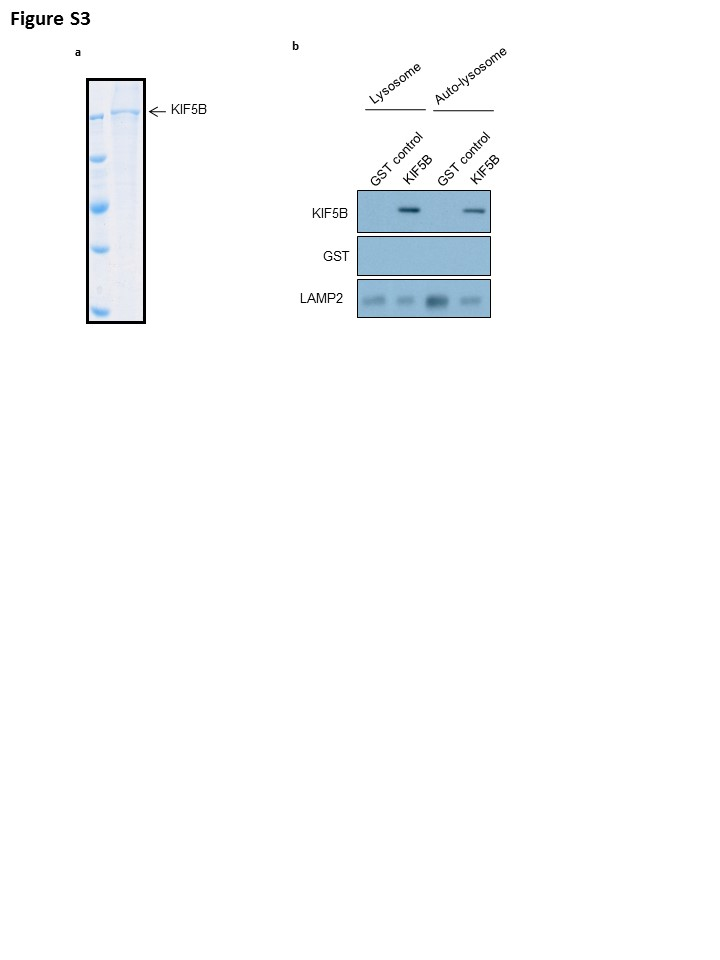 Figure S3
a
KIF5B
b
Lysosome
Auto-lysosome
GST control
KIF5B
GST control
KIF5B
KIF5B
GST
LAMP2